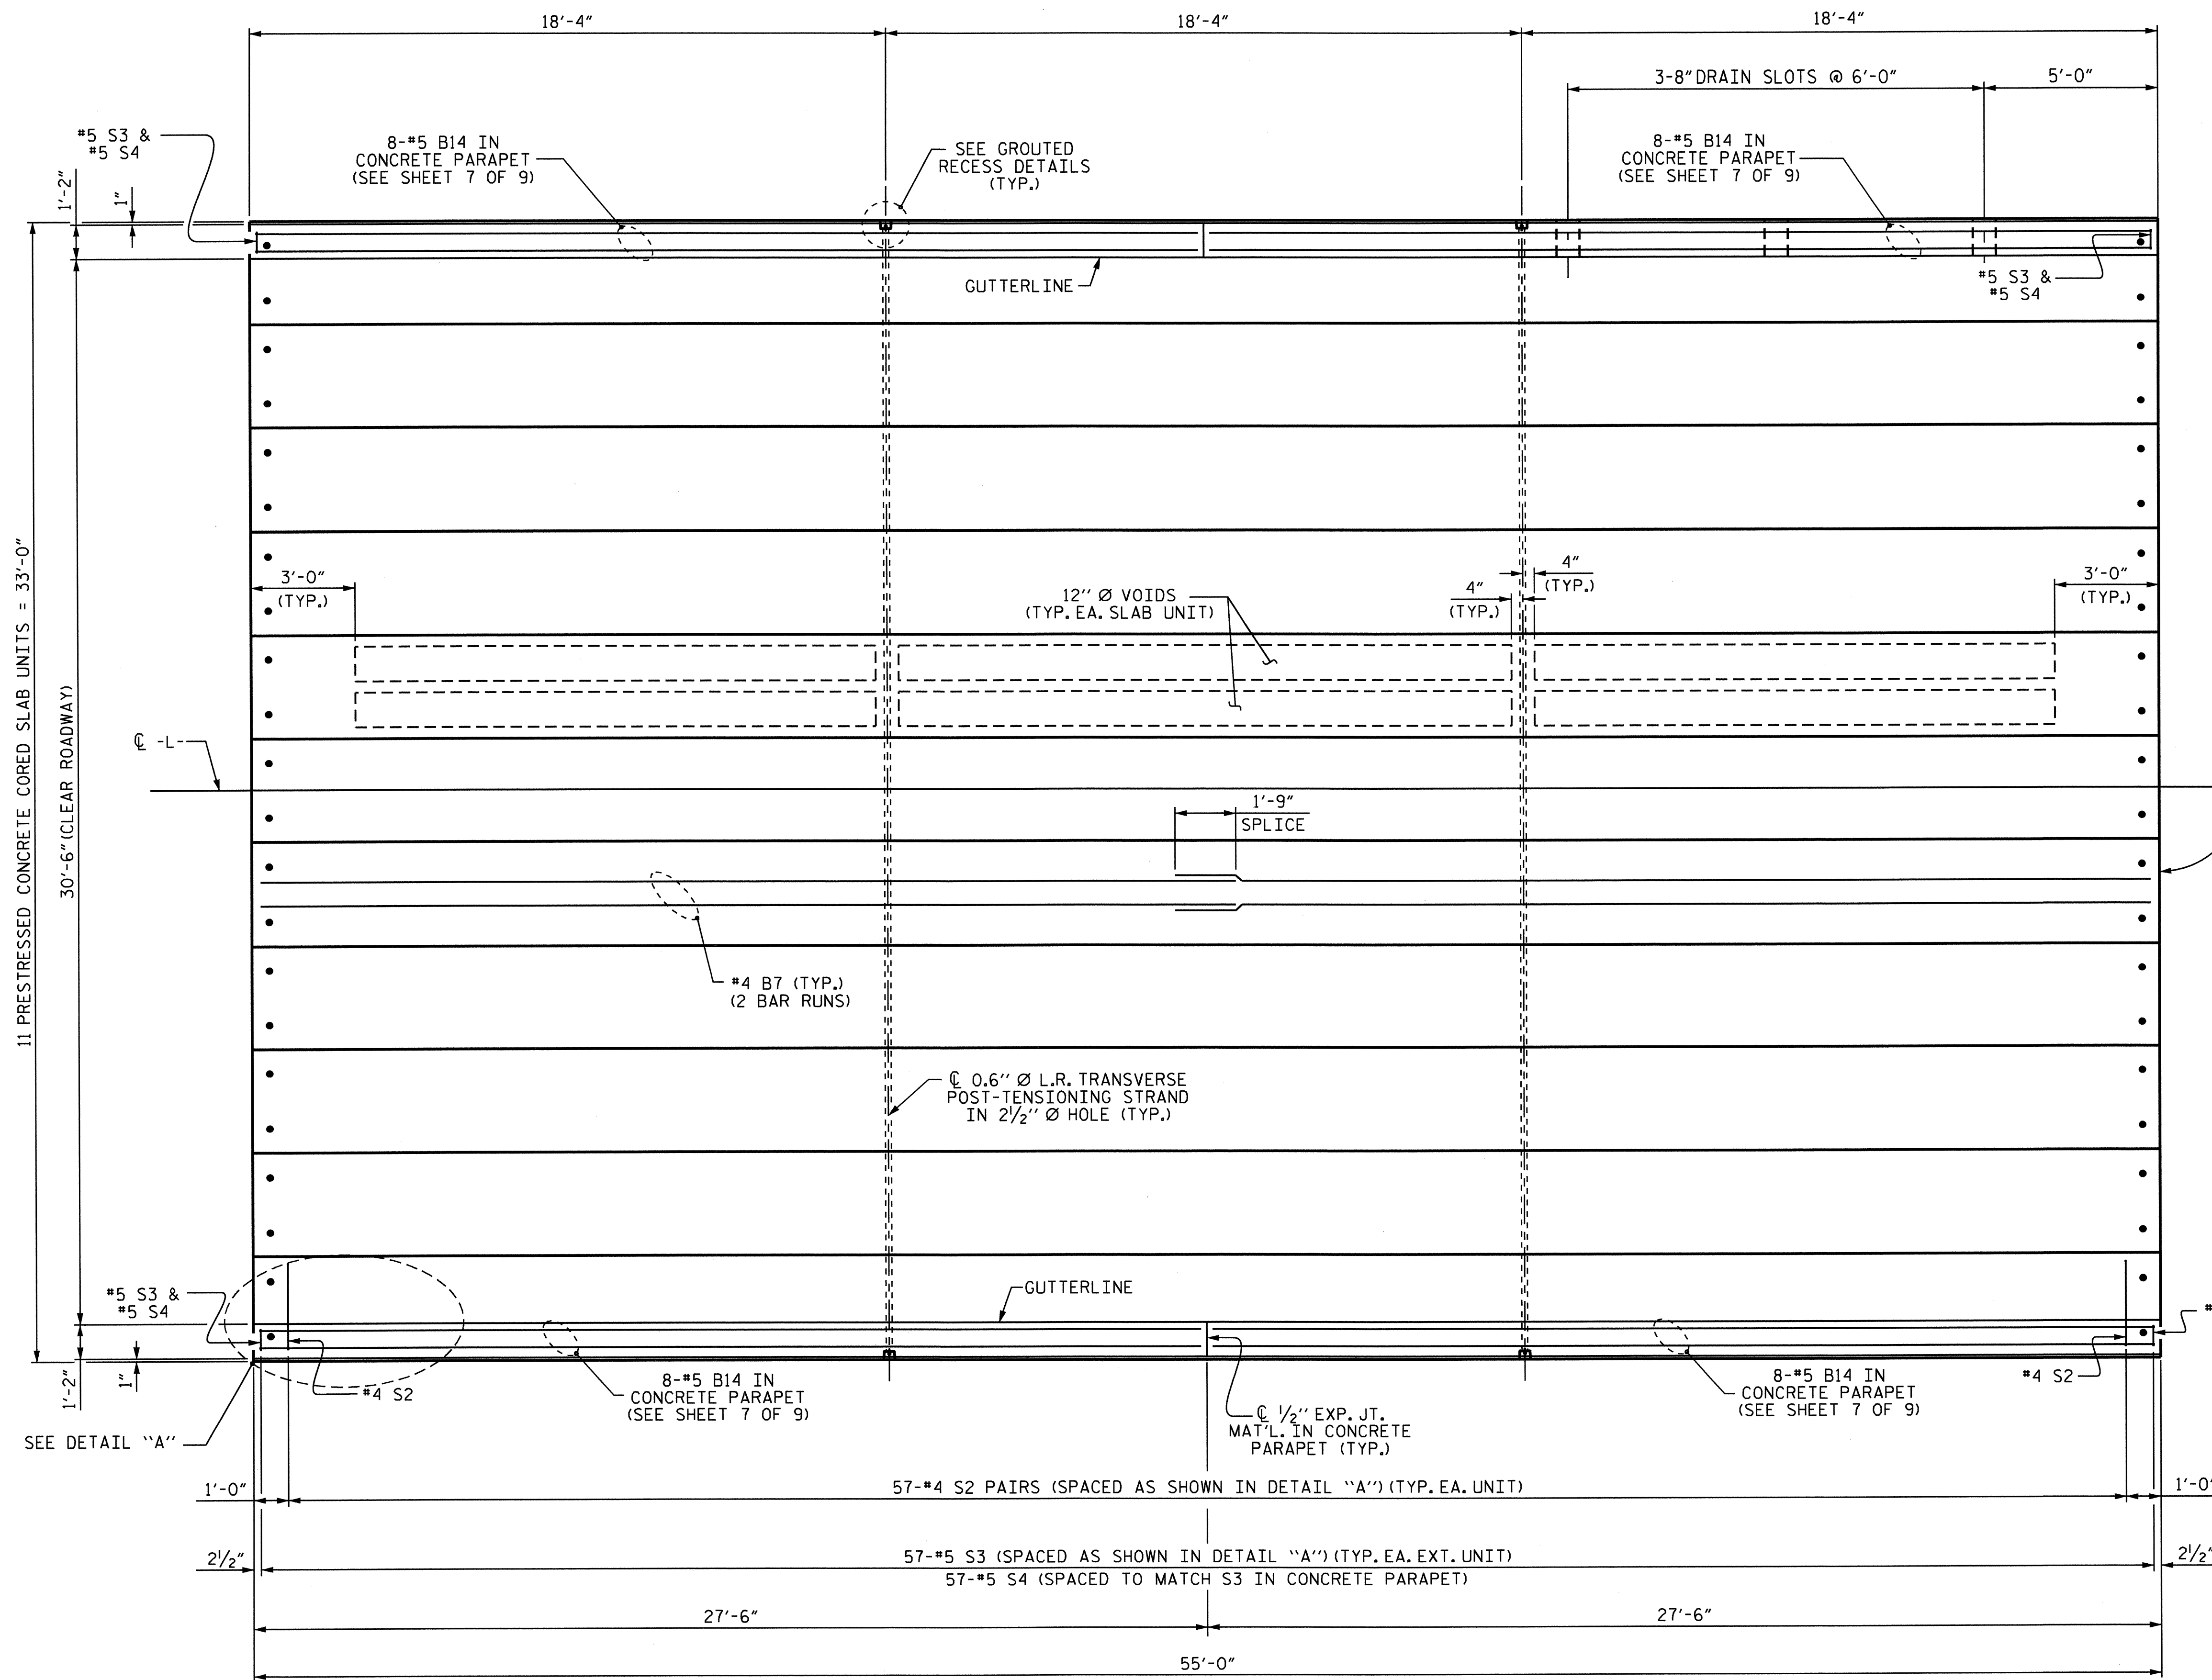 18'-4"
18'-4"
18'-4"
3-8" DRAIN SLOTS @ 6'-0"
5'-0"
#5 S3 &
#5 S4
8-#5 B14 IN
CONCRETE PARAPET
(SEE SHEET 7 OF 9)
SEE GROUTED
RECESS DETAILS
(TYP.)
8-#5 B14 IN
CONCRETE PARAPET
(SEE SHEET 7 OF 9)
1'-2"
1"
GUTTERLINE
#5 S3 &
#5 S4
11 PRESTRESSED CONCRETE CORED SLAB UNITS = 33'-0"
30'-6" (CLEAR ROADWAY)
3'-0"
(TYP.)
12'' Ø VOIDS
(TYP. EA. SLAB UNIT)
4"
(TYP.)
4"
(TYP.)
3'-0"
(TYP.)
℄ -L-
1'-9"
SPLICE
#4 B7 (TYP.)
(2 BAR RUNS)
℄ 0.6'' Ø L.R. TRANSVERSE
POST-TENSIONING STRAND
IN 2½'' Ø HOLE (TYP.)
#5 S3 &
#5 S4
GUTTERLINE
#
1'-2"
1"
#4 S2
8-#5 B14 IN
CONCRETE PARAPET
(SEE SHEET 7 OF 9)
℄ ½'' EXP. JT.
MAT'L. IN CONCRETE
PARAPET (TYP.)
8-#5 B14 IN
CONCRETE PARAPET
(SEE SHEET 7 OF 9)
#4 S2
SEE DETAIL ''A''
1'-0"
57-#4 S2 PAIRS (SPACED AS SHOWN IN DETAIL ''A'') (TYP. EA. UNIT)
1'-0"
2½"
57-#5 S3 (SPACED AS SHOWN IN DETAIL ''A'') (TYP. EA. EXT. UNIT)
57-#5 S4 (SPACED TO MATCH S3 IN CONCRETE PARAPET)
2½"
27'-6"
27'-6"
55'-0"